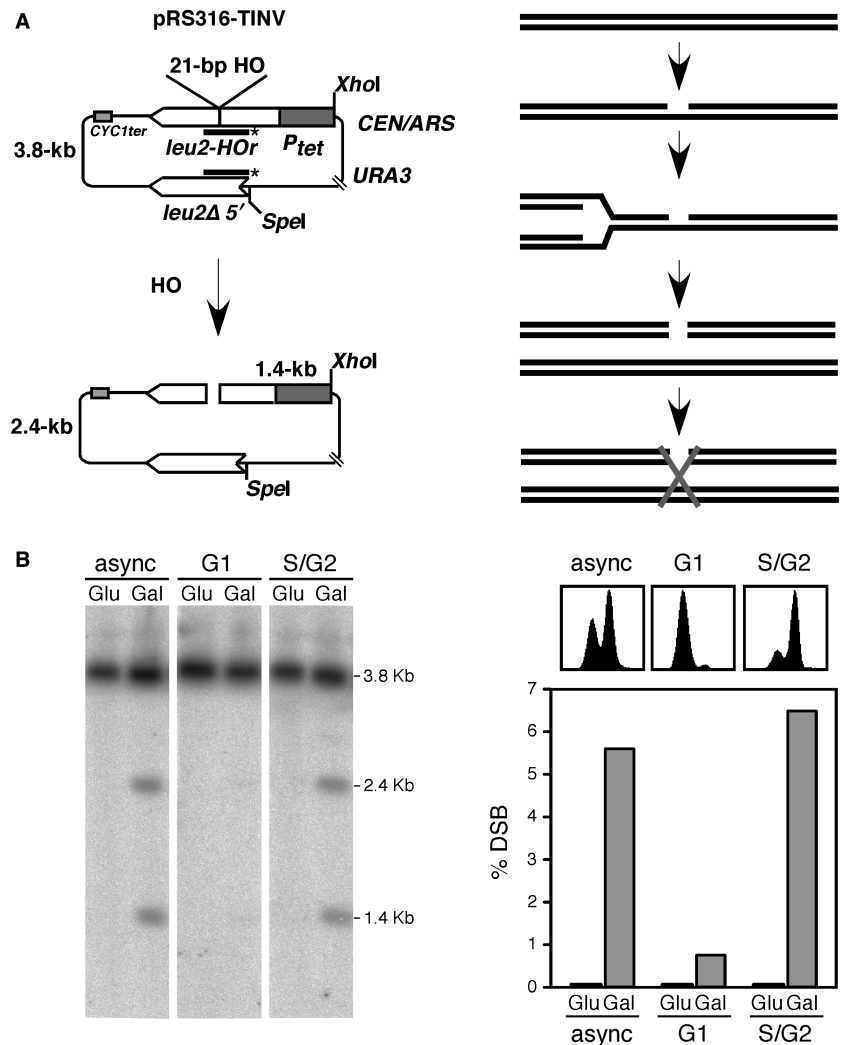 A
pRS316-TINV
21-bp HO
XhoI
CYC1ter
leu2-HOr
*
Ptet
CEN/ARS
3.8-kb
*
URA3
leu2Δ 5′
SpeI
HO
1.4-kb
XhoI
2.4-kb
SpeI
B
async G1 S/G2
Glu Gal Glu Gal Glu Gal
3.8 Kb
2.4 Kb
1.4 Kb
async G1 S/G2
% DSB
7
6
5
4
3
2
1
0
Glu Gal Glu Gal Glu Gal
async G1 S/G2